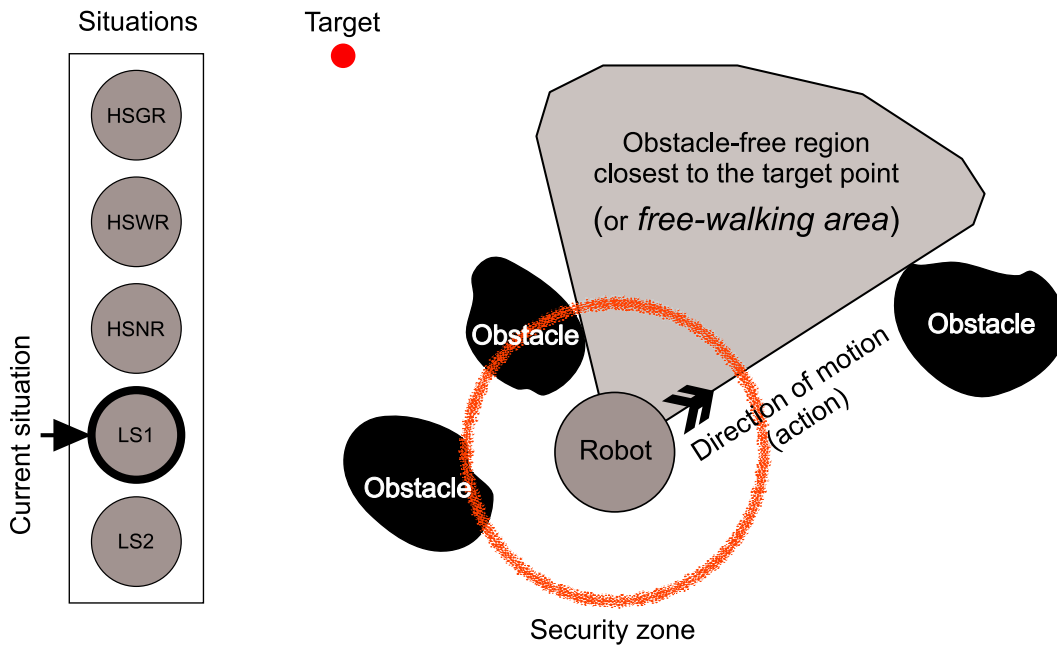 Situations
HSGR
HSWR
HSNR
LS1
LS2
Current situation
Target
Obstacle-free region
closest to the target point
(or free-walking area)
Obstacle
Obstacle
Obstacle
Robot
Direction of motion
(action)
Security zone